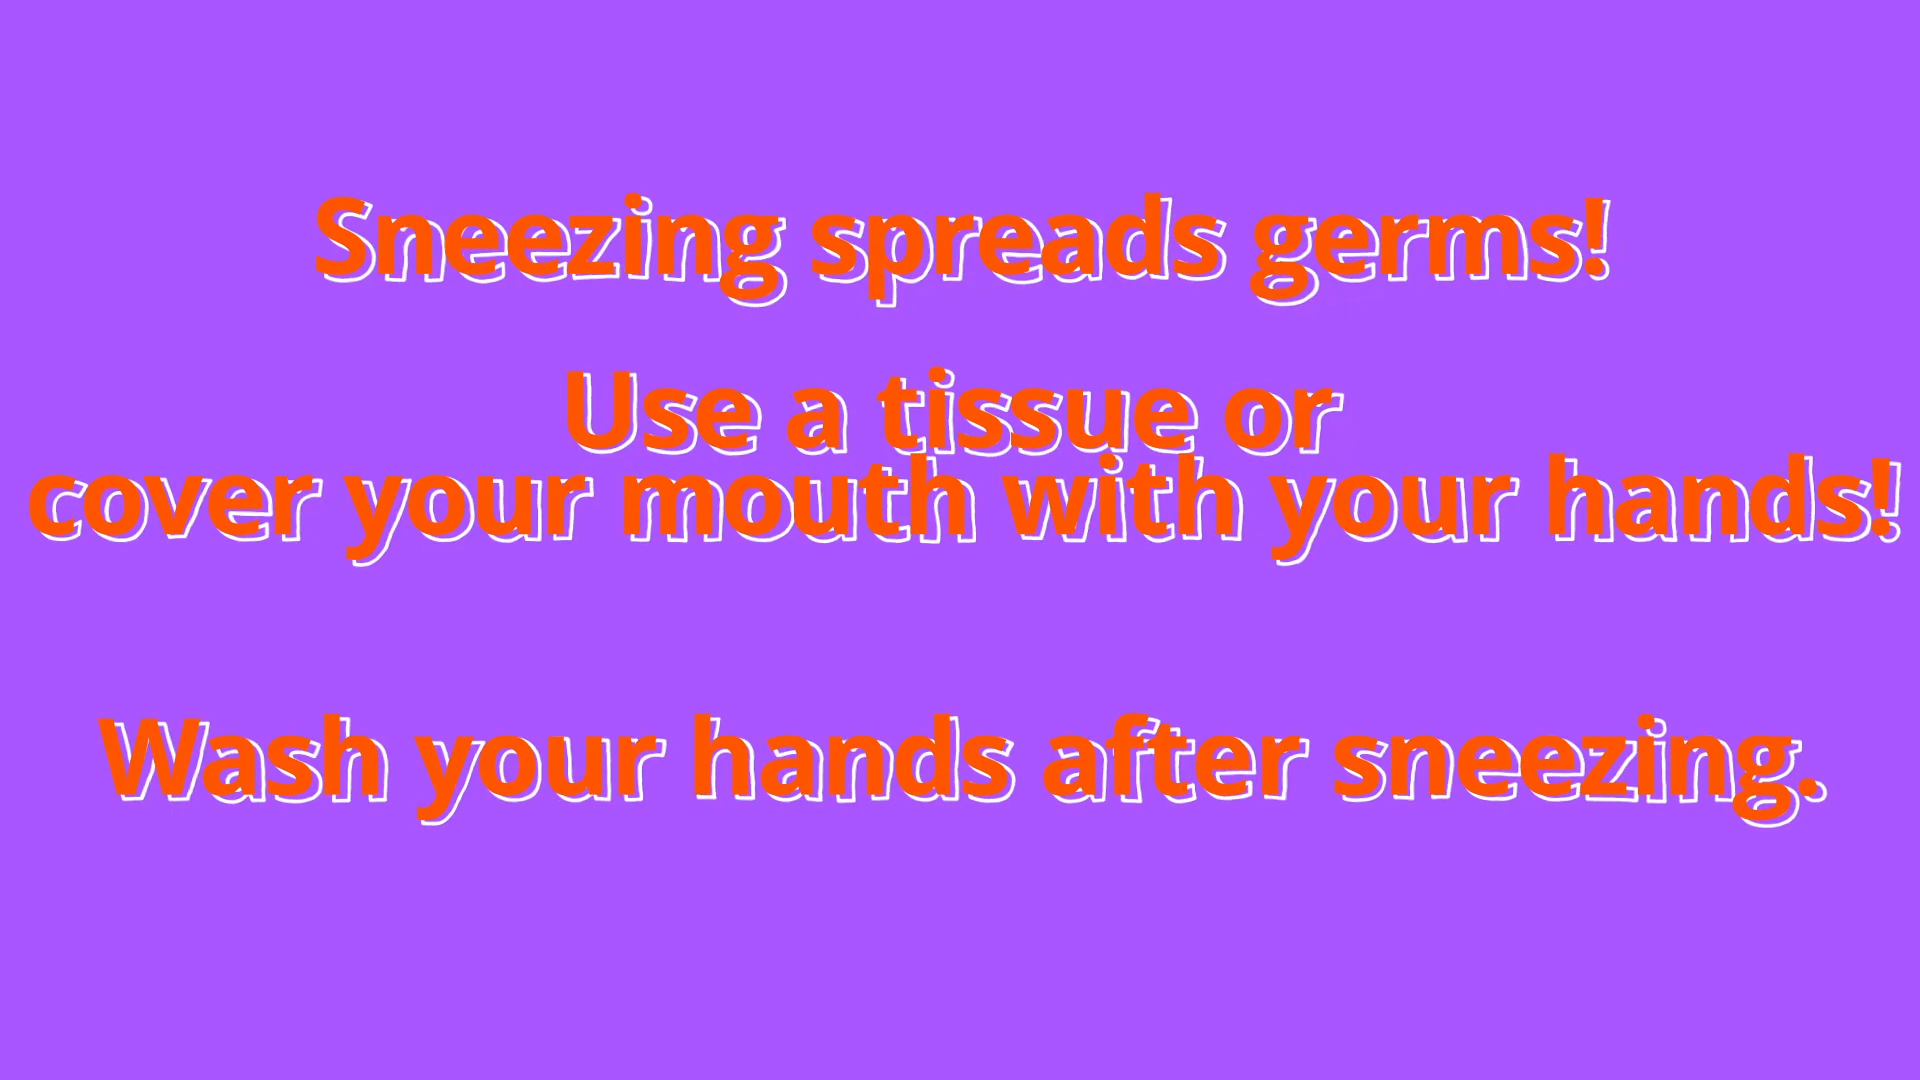 Sneezing spreads germs!
Use a tissue or
cover your mouth with your hands!
Wash your hands after sneezing.